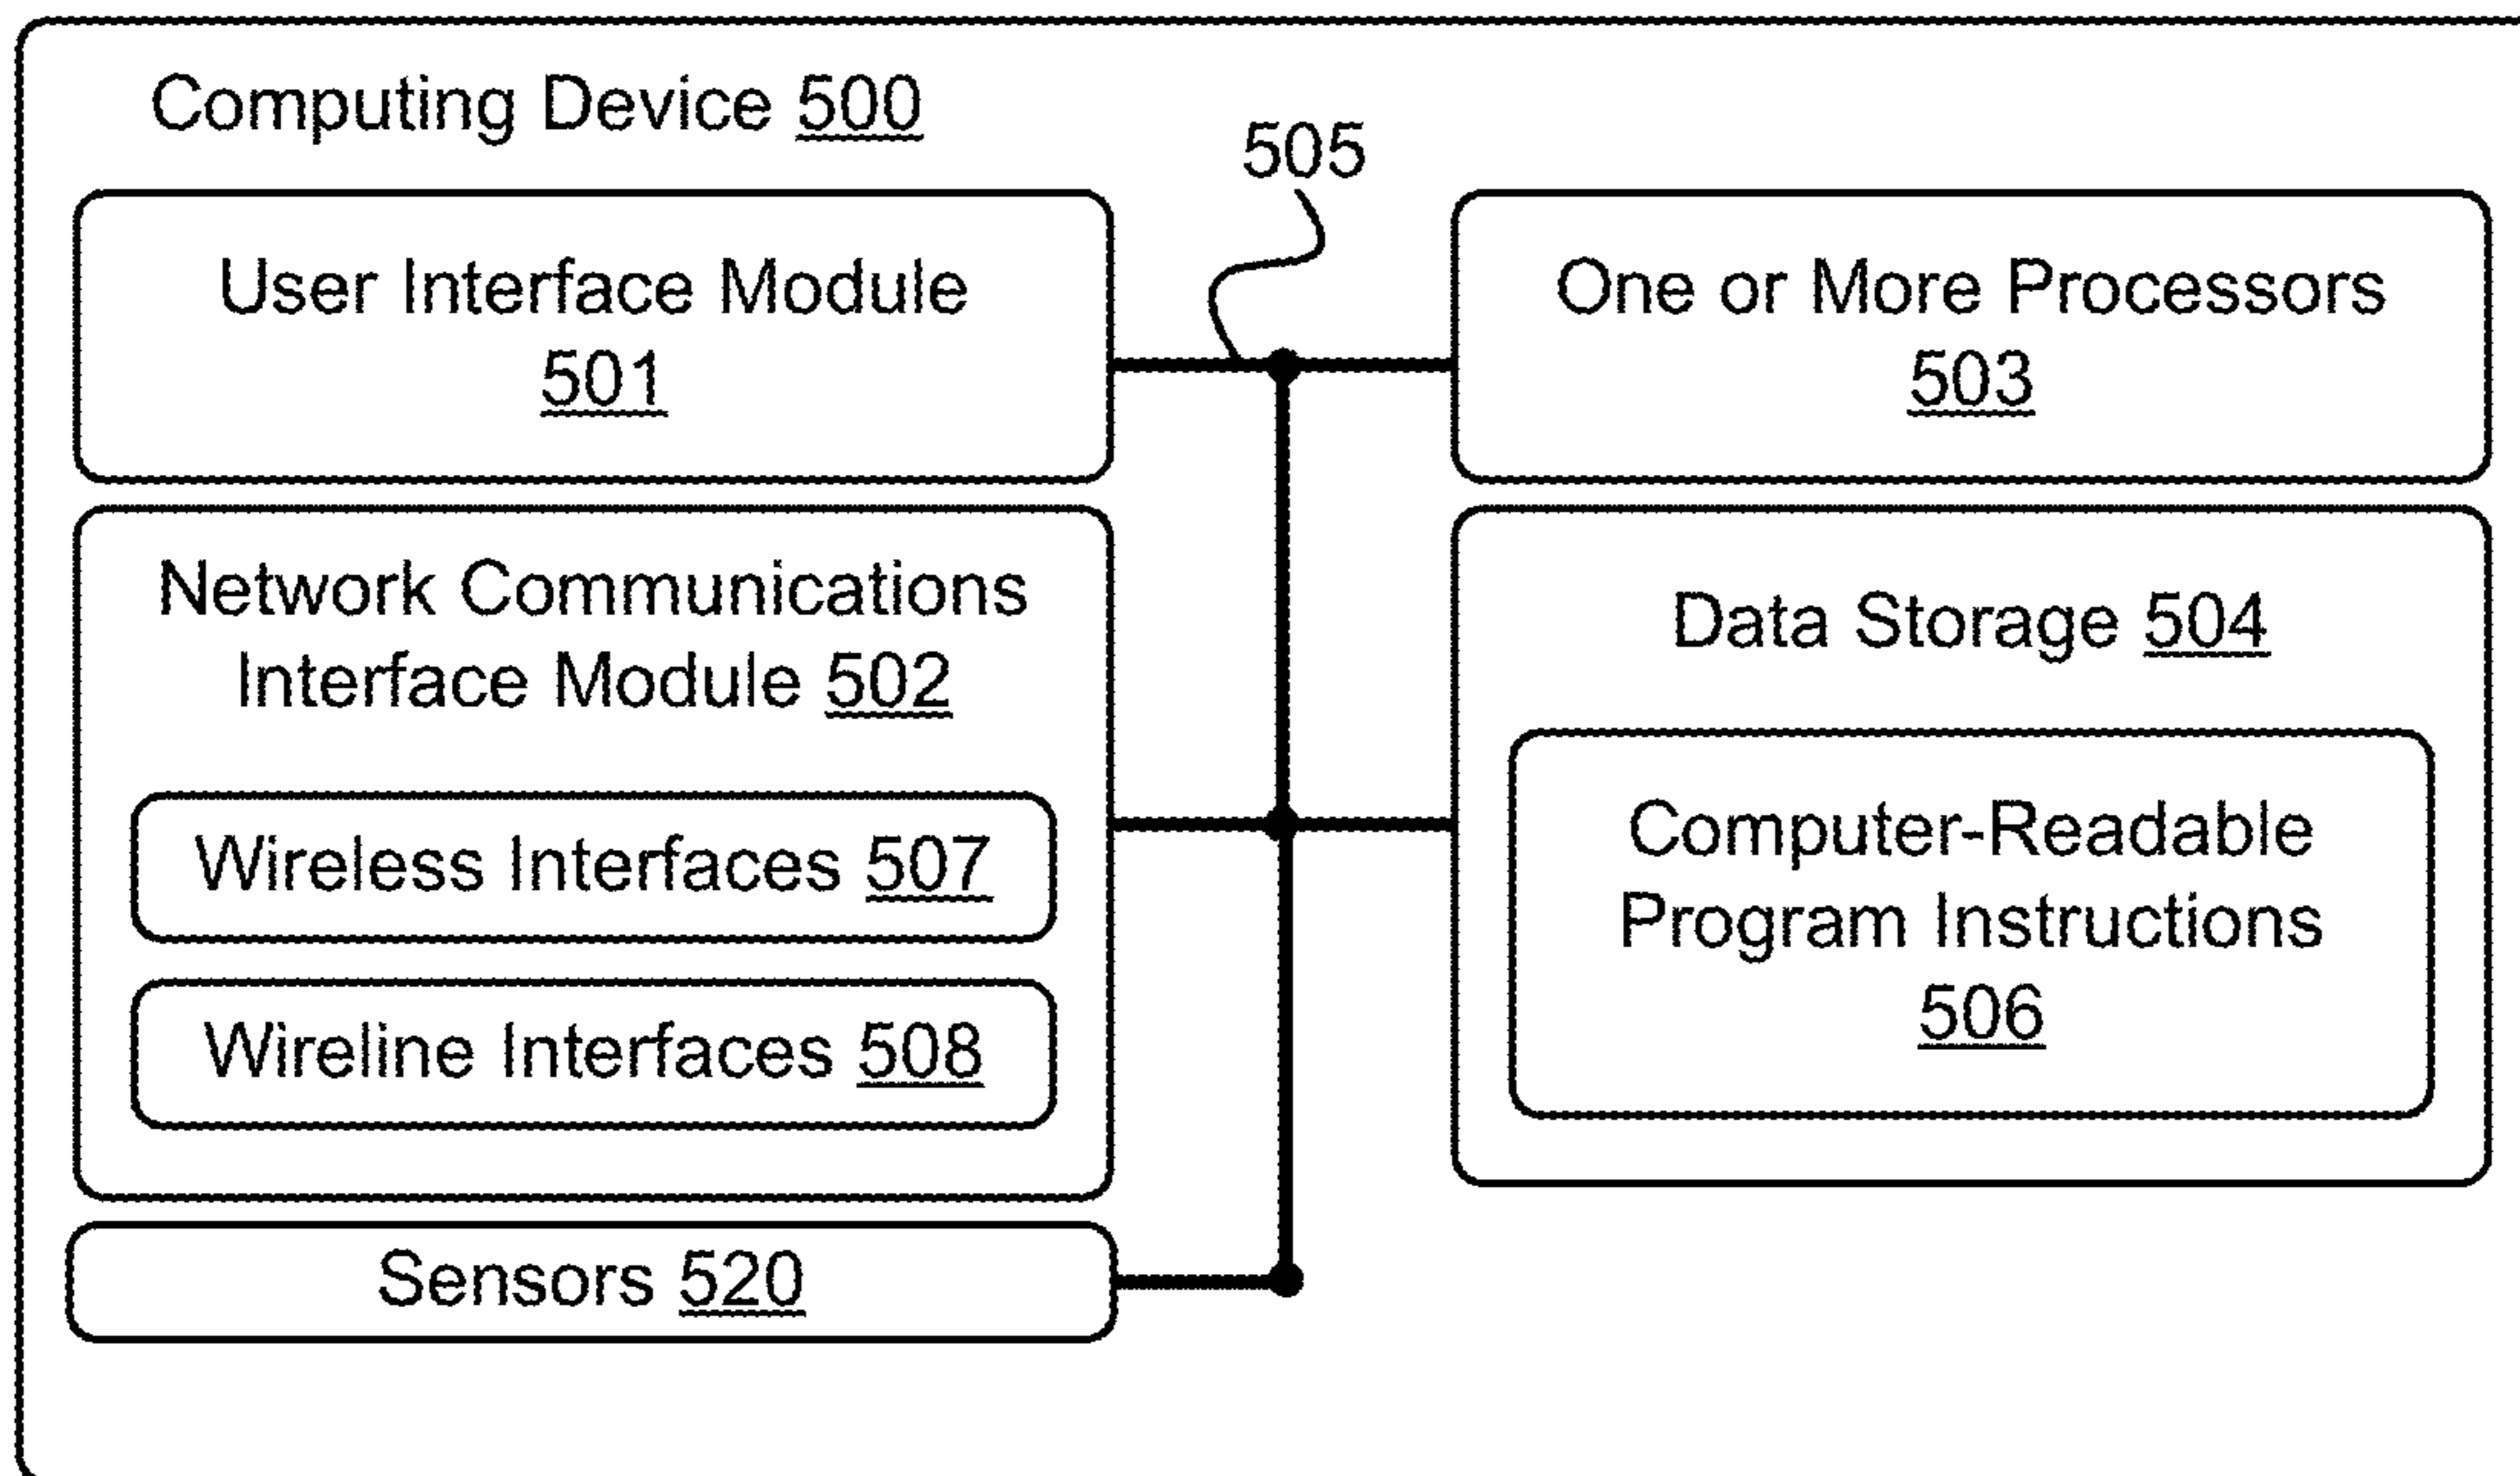 Computing Device 500
505
User Interface Module
501
One or More Processors
503
Network Communications
Interface Module 502
Wireless Interfaces 507
Wireline Interfaces 508
Data Storage 504
Computer-Readable
Program Instructions
506
Sensors 520